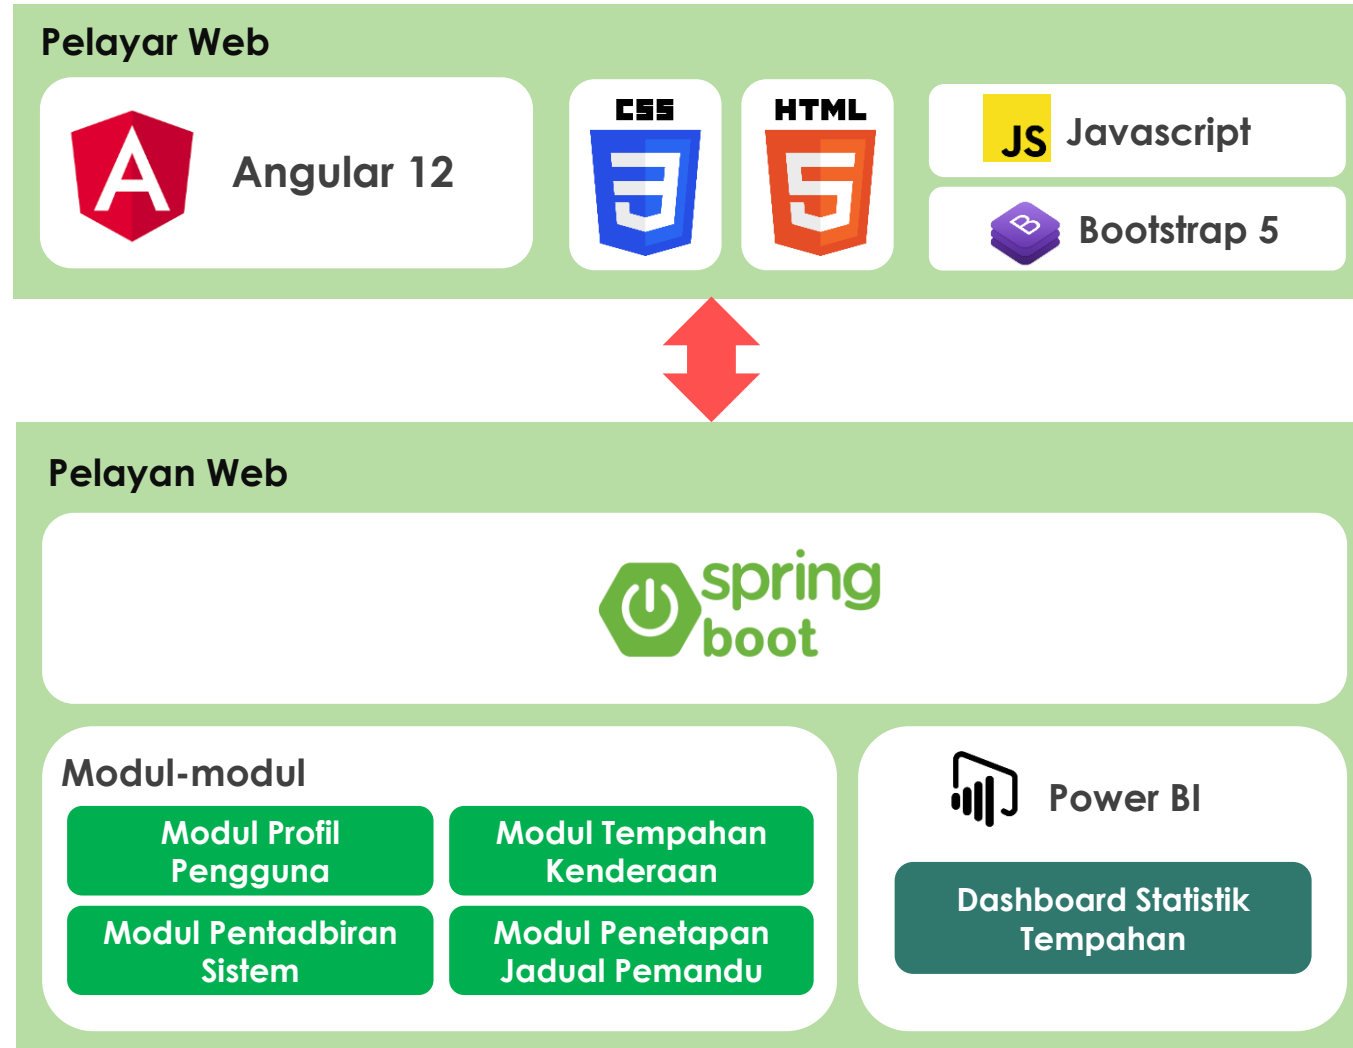 Pelayar Web
Angular 12
CSS
HTML
JS
Javascript
B
Bootstrap 5
Pelayan Web
spring
boot
Modul-modul
Modul Profil
Pengguna
Modul Tempahan
Kenderaan
Modul Pentadbiran
Sistem
Modul Penetapan
Jadual Pemandu
Power BI
Dashboard Statistik
Tempahan